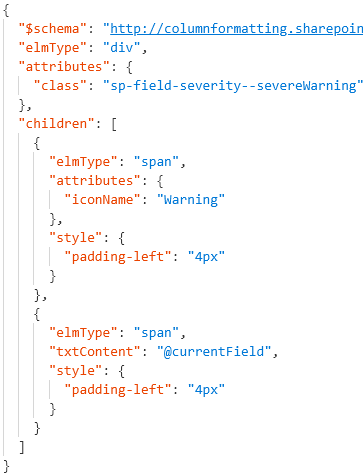 {
"$schema": "http://columnformatting.sharepoin
"elmType": "div",
"attributes": {
"class": "sp-field-severity--severeWarning"
},
"children": [
{
"elmType": "span",
"attributes": {
"iconName": "Warning"
},
"style": {
"padding-left": "4px"
}
},
{
"elmType": "span",
"txtContent": "@currentField",
"style": {
"padding-left": "4px"
}
}
]
}